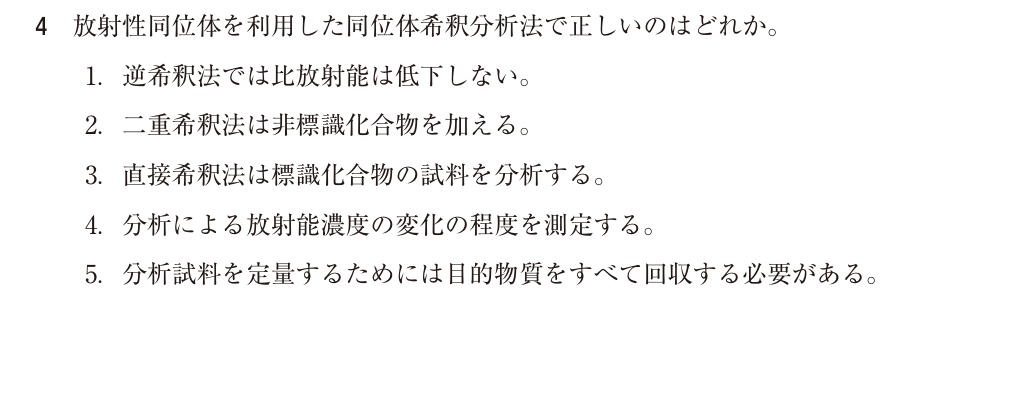 4 放射性同位体を利用した同位体希釈分析法で正しいのはどれか。
1. 逆希釈法では比放射能は低下しない。
2. 二重希釈法は非標識化合物を加える。
3. 直接希釈法は標識化合物の試料を分析する。
4. 分析による放射能濃度の変化の程度を測定する。
5. 分析試料を定量するためには目的物質をすべて回収する必要がある。